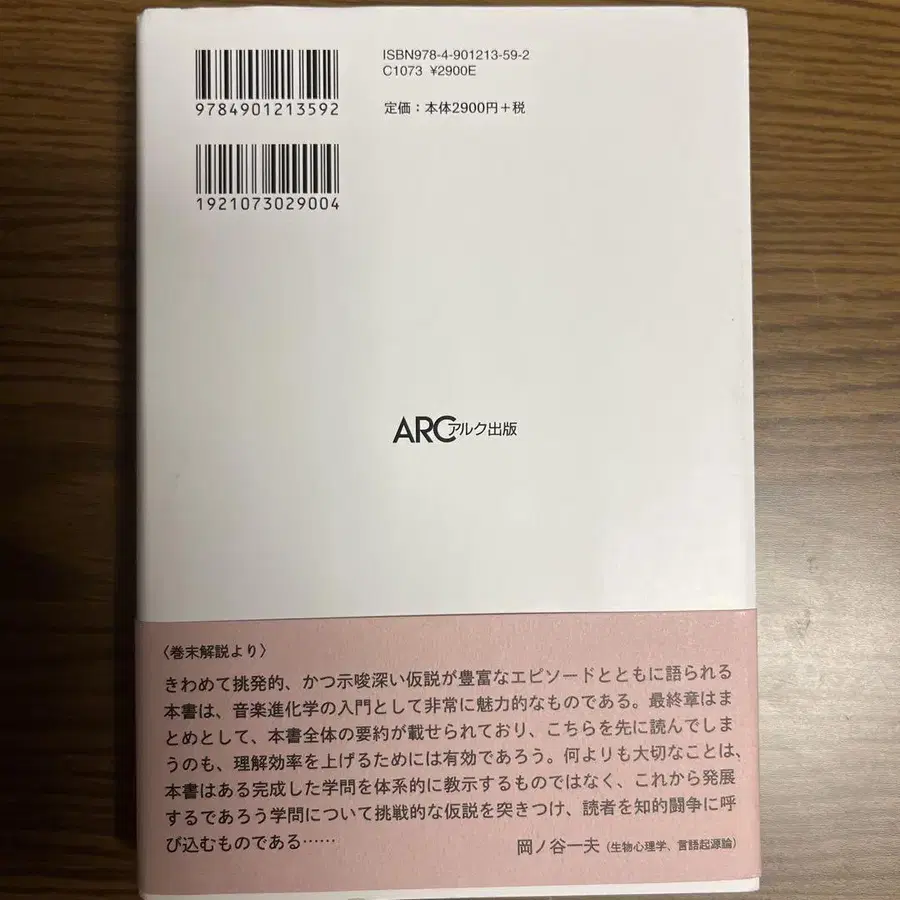 ISBN978-4-901213-59-2
C1073 ¥2900E
9784901213592
定価：本体2900円＋税
1921073029004
ARCアルク出版
〈巻末解説より〉
きわめて挑発的、かつ示唆深い仮説が豊富なエピソードとともに語られる
本書は、音楽進化学の入門として非常に魅力的なものである。最終章はま
とめとして、本書全体の要約が載せられており、こちらを先に読んでしま
うのも、理解効率を上げるためには有効であろう。何よりも大切なことは、
本書はある完成した学問を体系的に教示するものではなく、これから発展
するであろう学問について挑戦的な仮説を突きつけ、読者を知的闘争に呼
び込むものである……
岡ノ谷一夫（生物心理学、言語起源論）